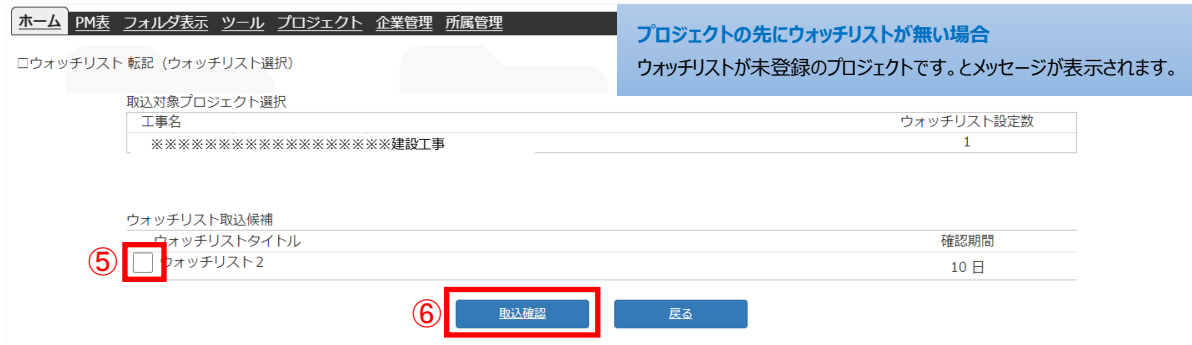 ホーム PM表 フォルダ表示 ツール プロジェクト 企業管理 所属管理
プロジェクトの先にウォッチリストが無い場合
ウォッチリストが未登録のプロジェクトです。とメッセージが表示されます。
□ウォッチリスト 転記（ウォッチリスト選択）
取込対象プロジェクト選択
工事名 ウォッチリスト設定数
※※※※※※※※※※※※※※※※※※建設工事 1
ウォッチリスト取込候補
ウォッチリストタイトル 確認期間
⑤ ウォッチリスト２ 10 日
⑥ 取込確認 戻る